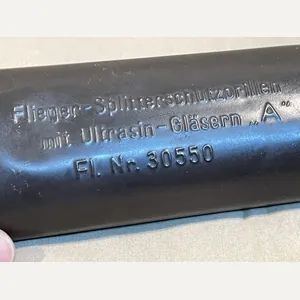 Flieger-Splitterschutzbrillen
mit Ultrasin-Gläsern „A"
Fl. Nr. 30550